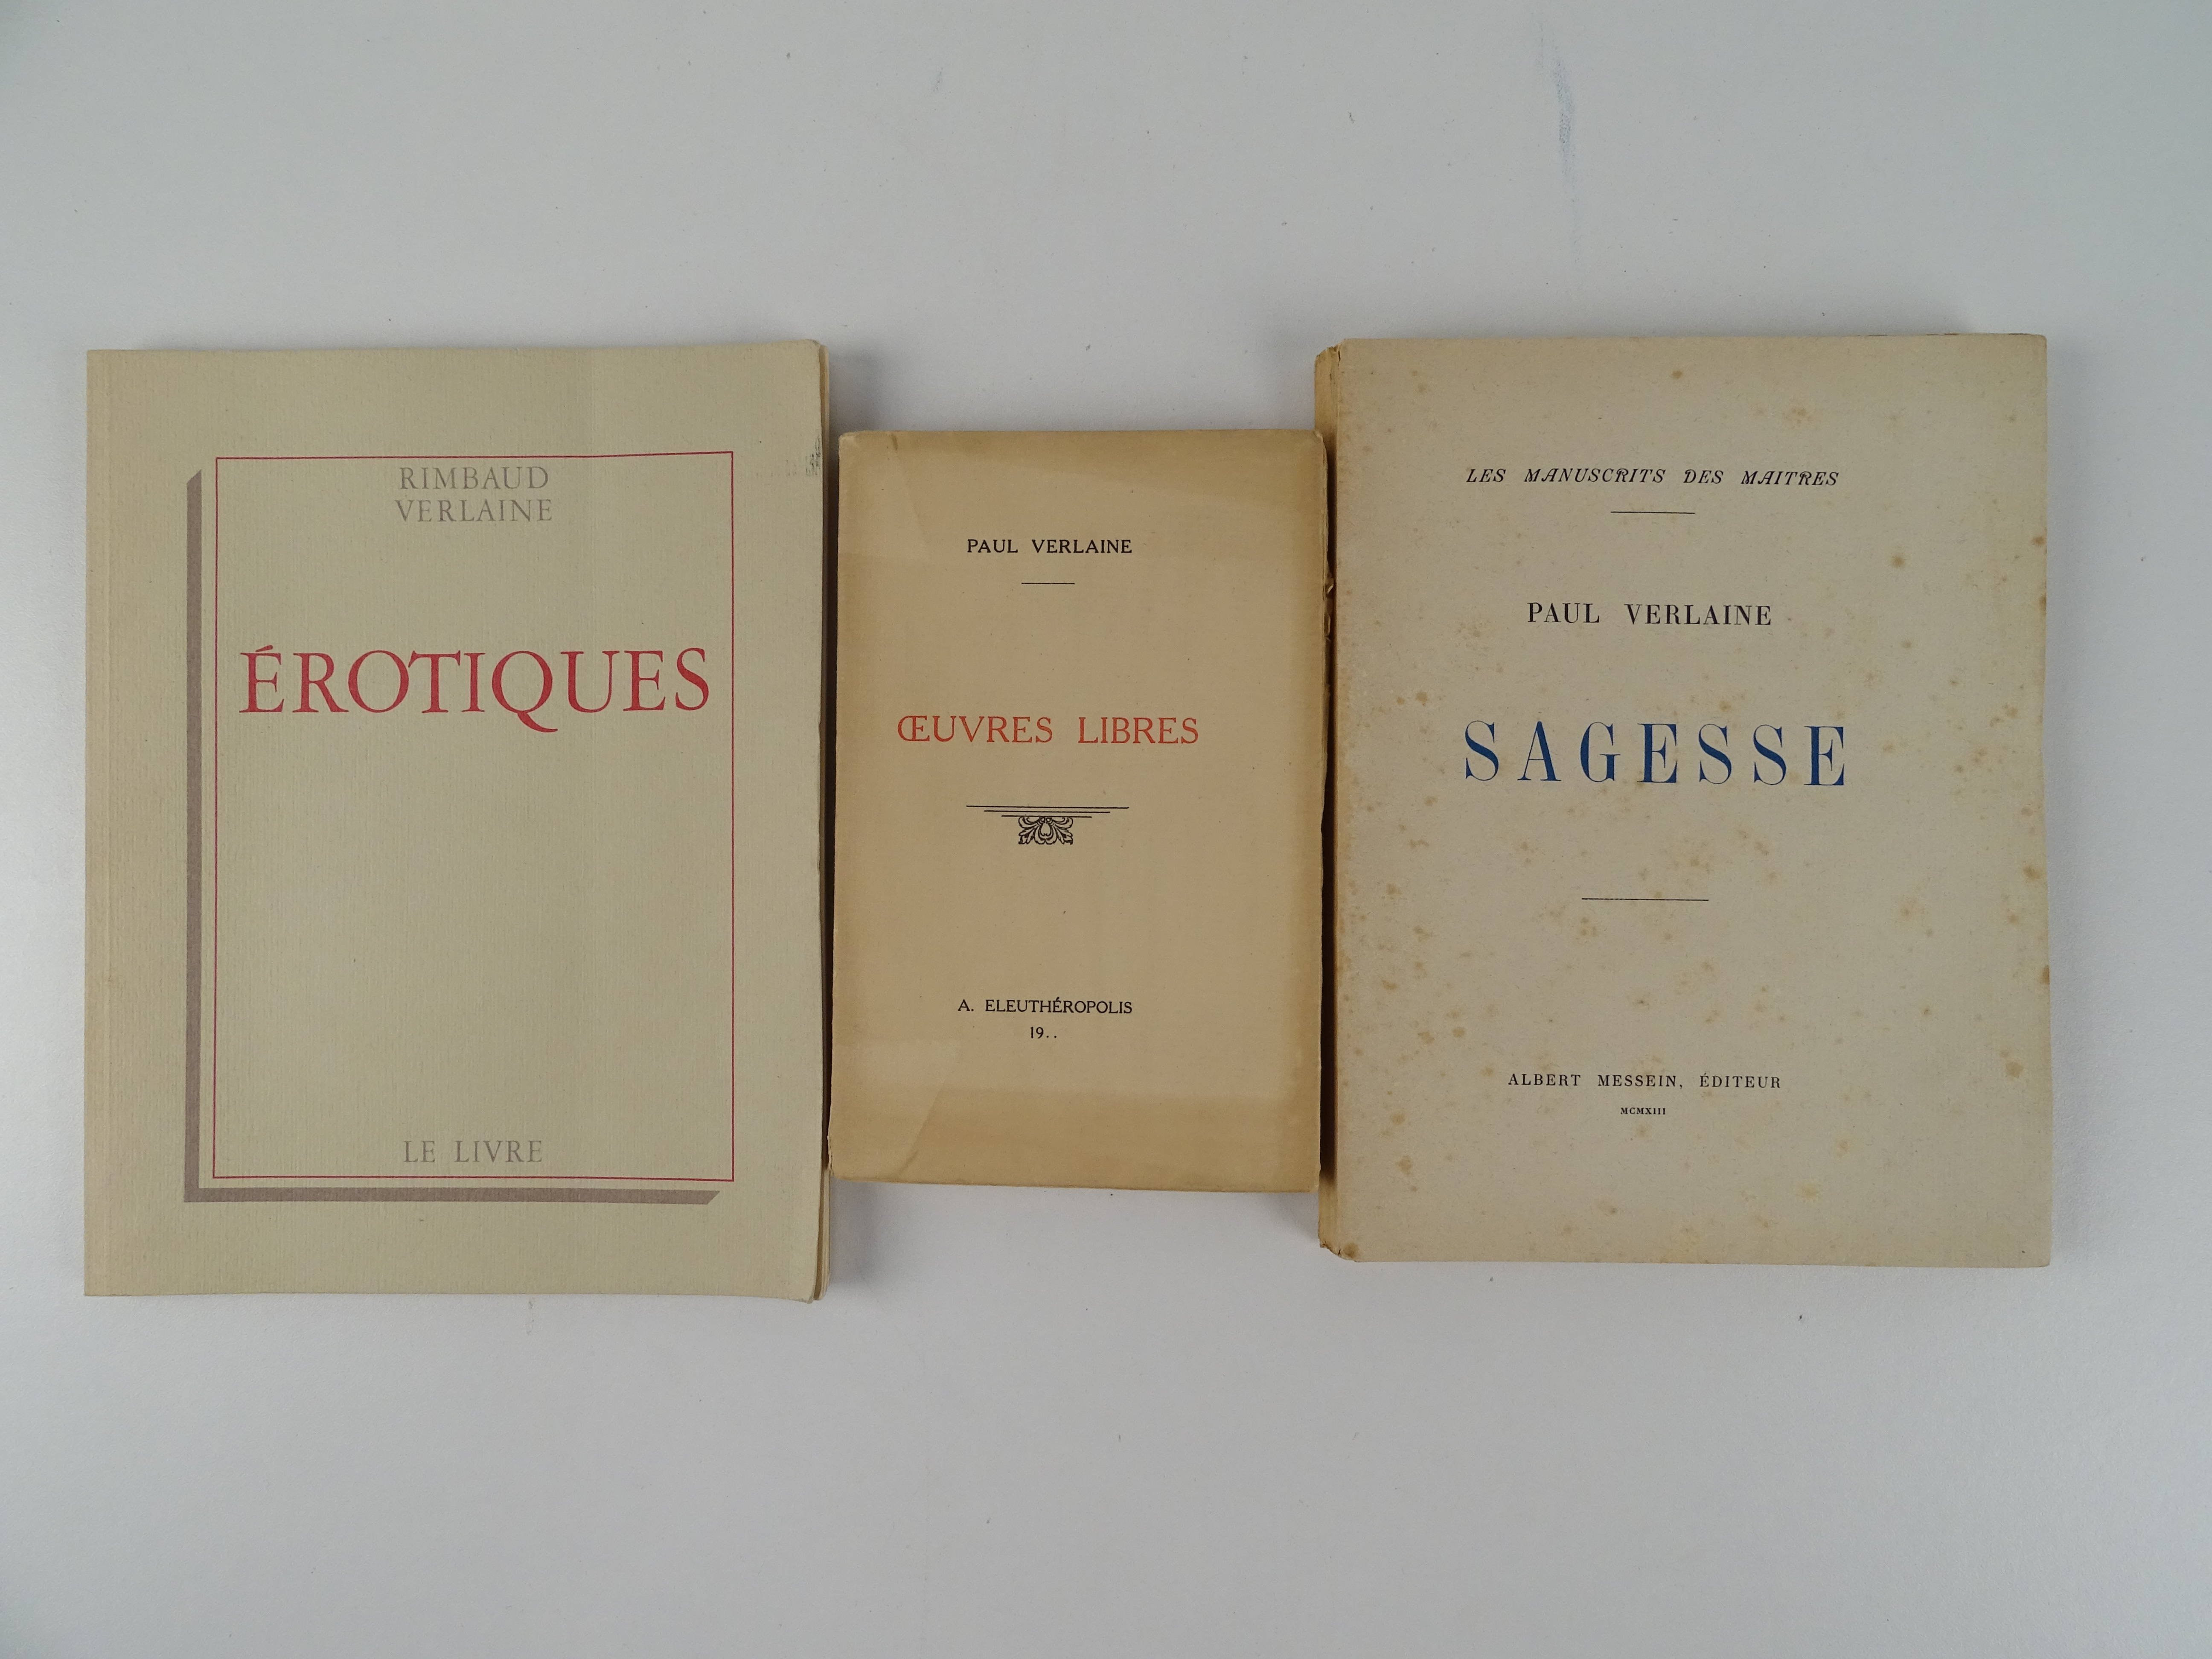 RIMBAUD
VERLAINE
ÉROTIQUES
LE LIVRE
PAUL VERLAINE
ŒUVRES LIBRES
A. ELEUTHÉROPOLIS
19..
LES MANUSCRITS DES MAITRES
PAUL VERLAINE
SAGESSE
ALBERT MESSEIN, ÉDITEUR
MCMXIII